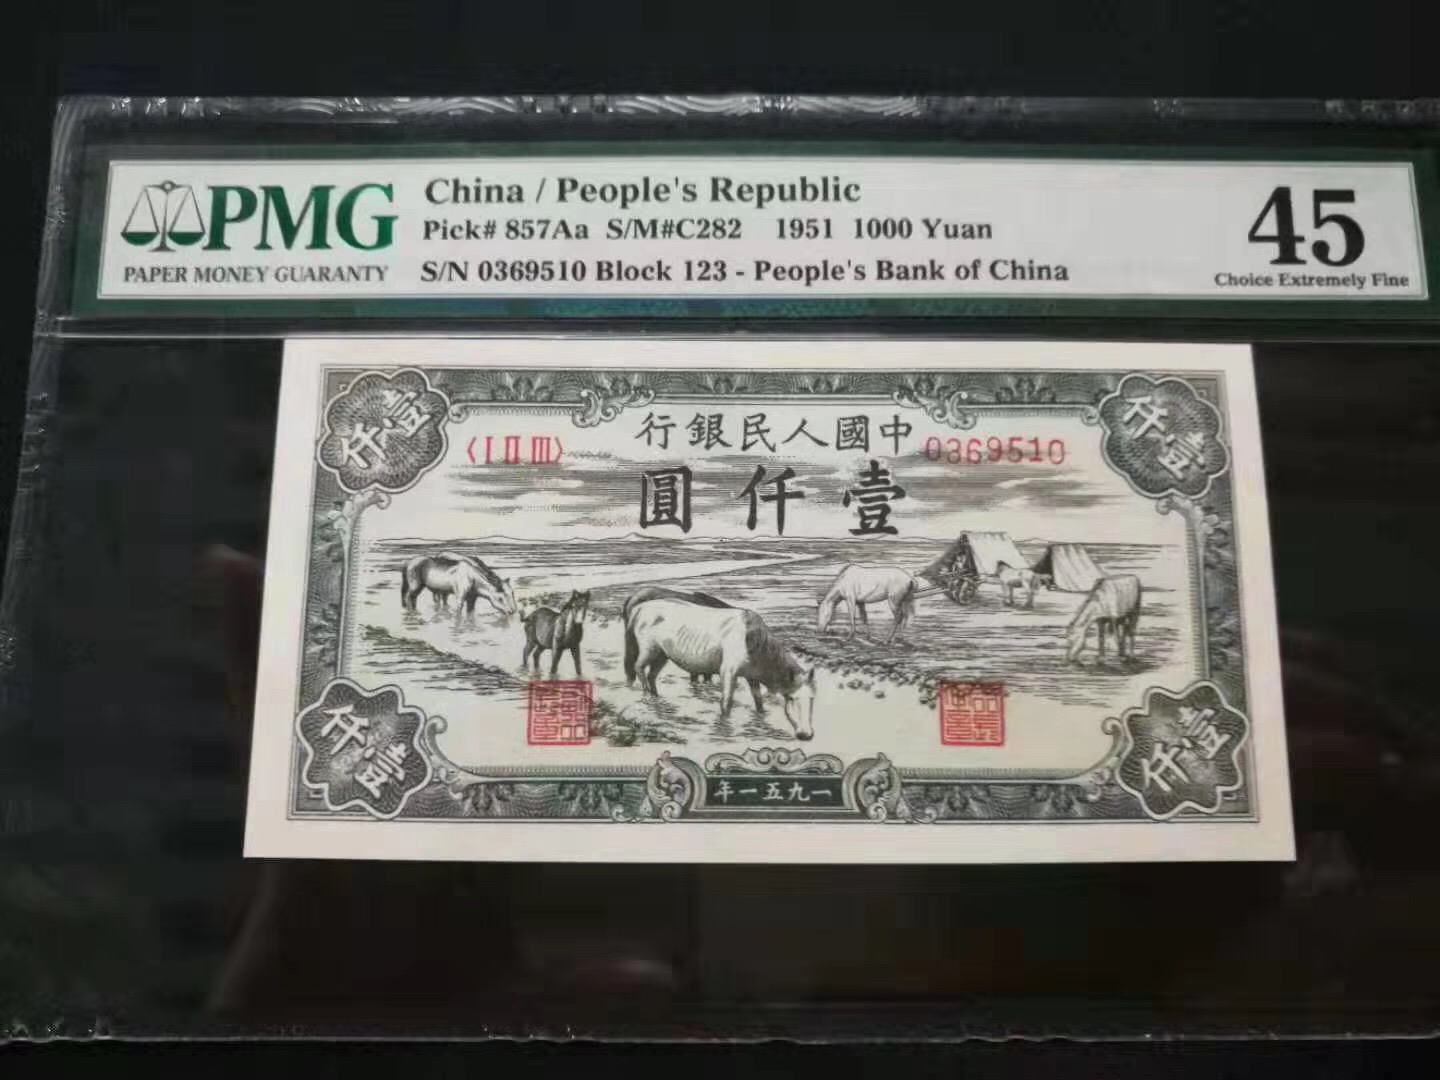 PMG
PAPER MONEY GUARANTY
China / People's Republic
Pick# 857Aa S/M#C282 1951 1000 Yuan
S/N 0369510 Block 123 - People's Bank of China
45
Choice Extremely Fine
行銀民人國中
〈I II III〉
0369510
圓仟壹
仟壹
仟壹
仟壹
仟壹
年一五九一